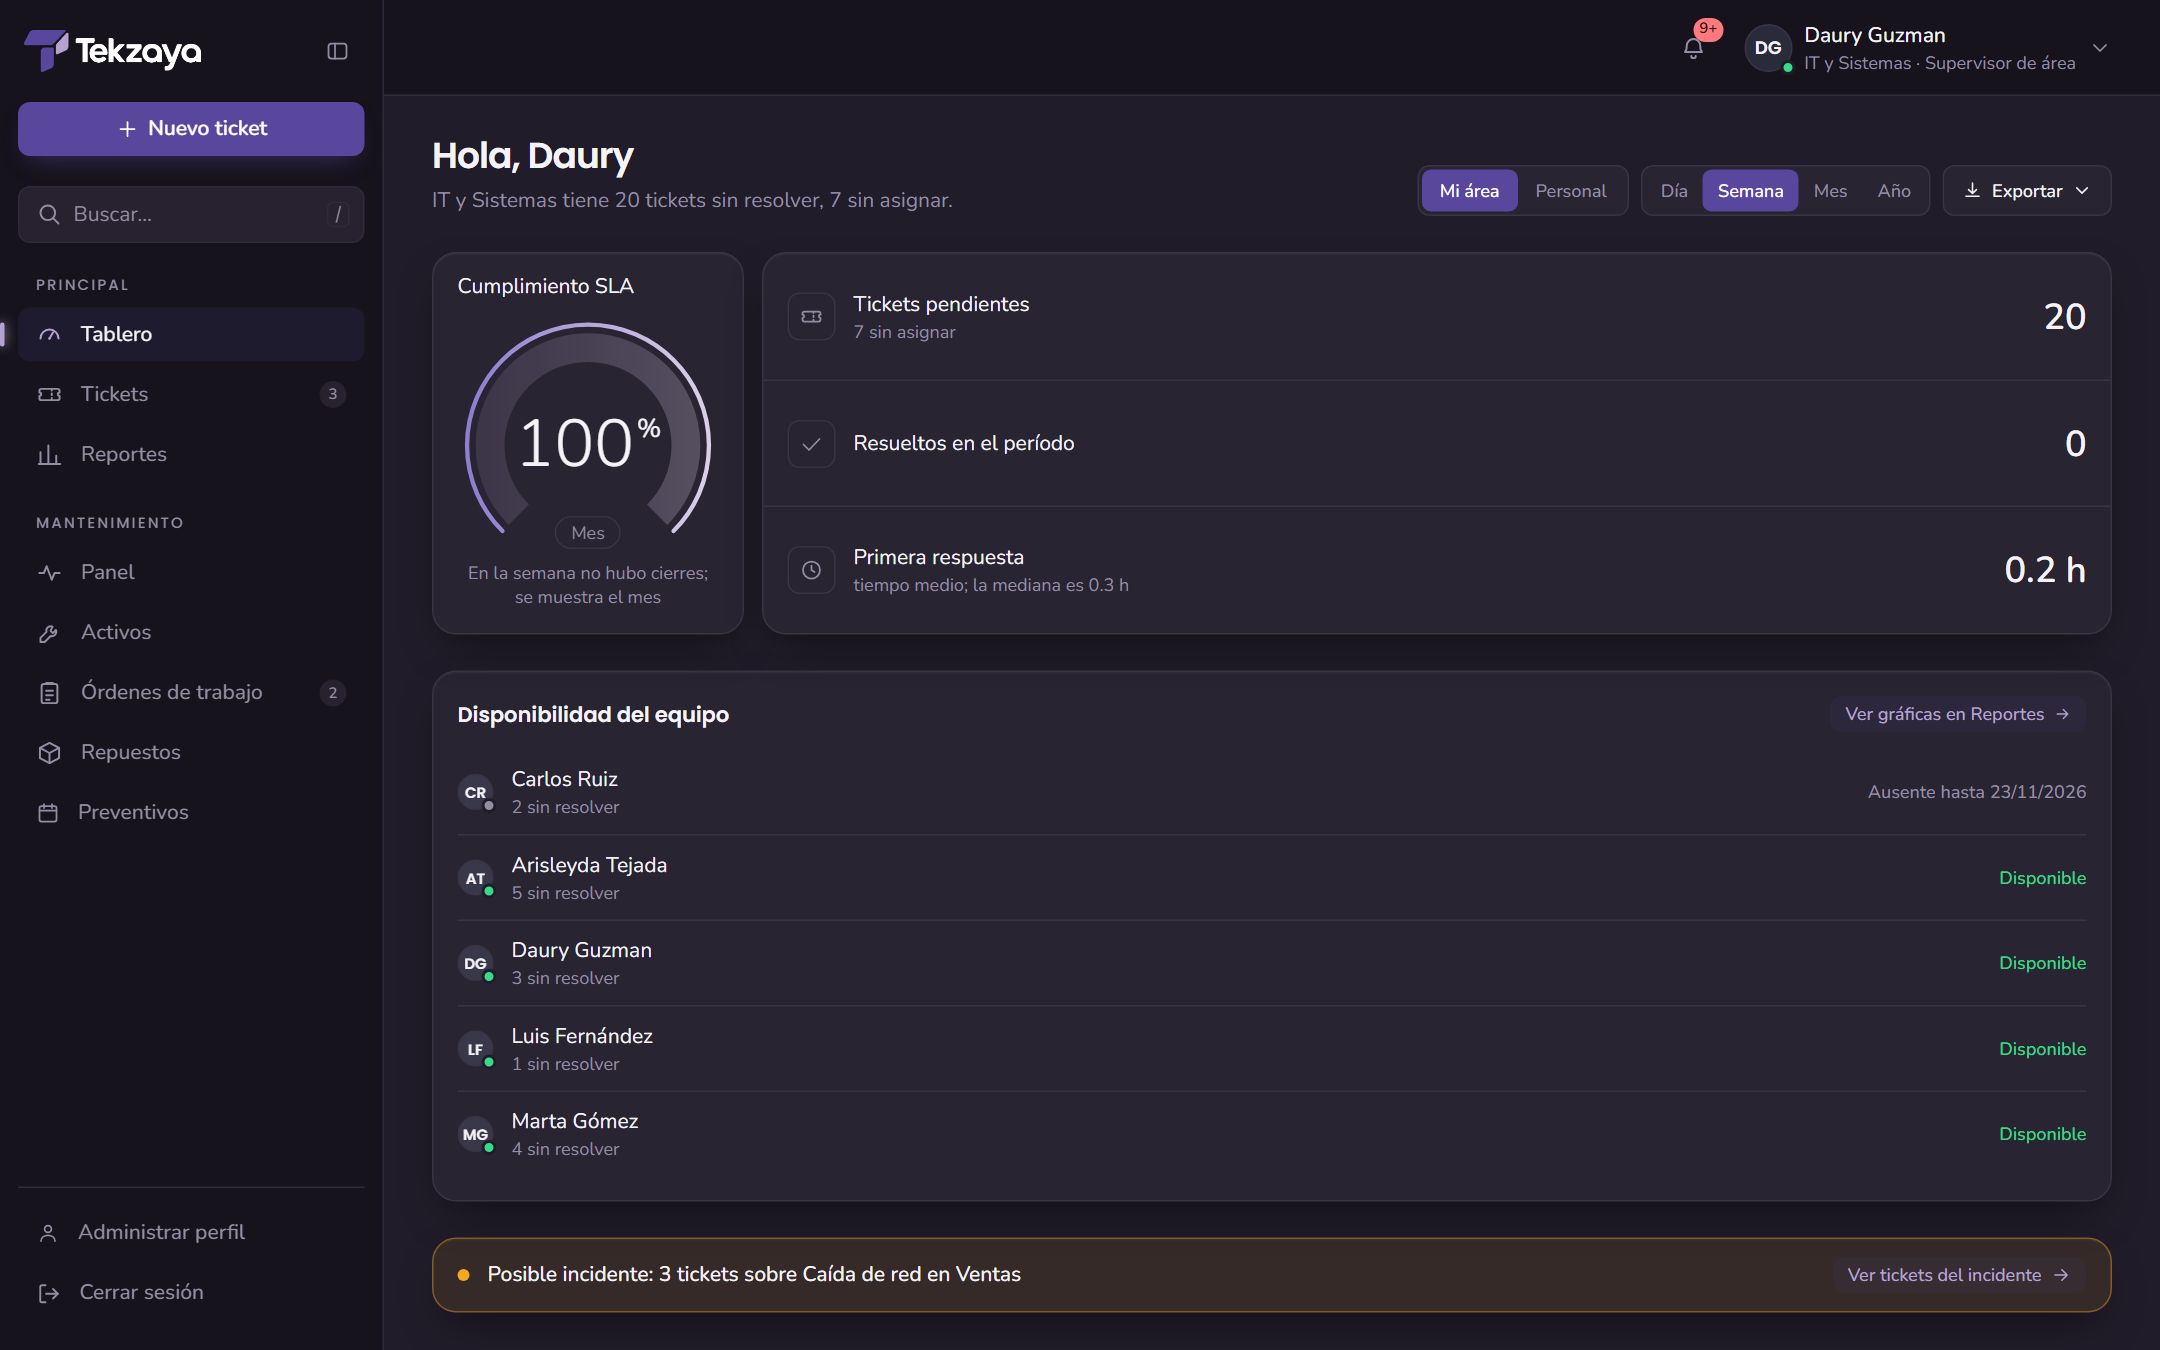 Tekzaya
Nuevo ticket
Buscar...
/
PRINCIPAL
Tablero
Tickets
3
Reportes
MANTENIMIENTO
Panel
Activos
Órdenes de trabajo
2
Repuestos
Preventivos
Administrar perfil
Cerrar sesión
9+
DG
Daury Guzman
IT y Sistemas · Supervisor de área
Hola, Daury
IT y Sistemas tiene 20 tickets sin resolver, 7 sin asignar.
Mi área
Personal
Día
Semana
Mes
Año
Exportar
Cumplimiento SLA
100%
Mes
En la semana no hubo cierres;
se muestra el mes
Tickets pendientes
7 sin asignar
20
Resueltos en el período
0
Primera respuesta
tiempo medio; la mediana es 0.3 h
0.2 h
Disponibilidad del equipo
Ver gráficas en Reportes →
CR
Carlos Ruiz
2 sin resolver
Ausente hasta 23/11/2026
AT
Arisleyda Tejada
5 sin resolver
Disponible
DG
Daury Guzman
3 sin resolver
Disponible
LF
Luis Fernández
1 sin resolver
Disponible
MG
Marta Gómez
4 sin resolver
Disponible
Posible incidente: 3 tickets sobre Caída de red en Ventas
Ver tickets del incidente →